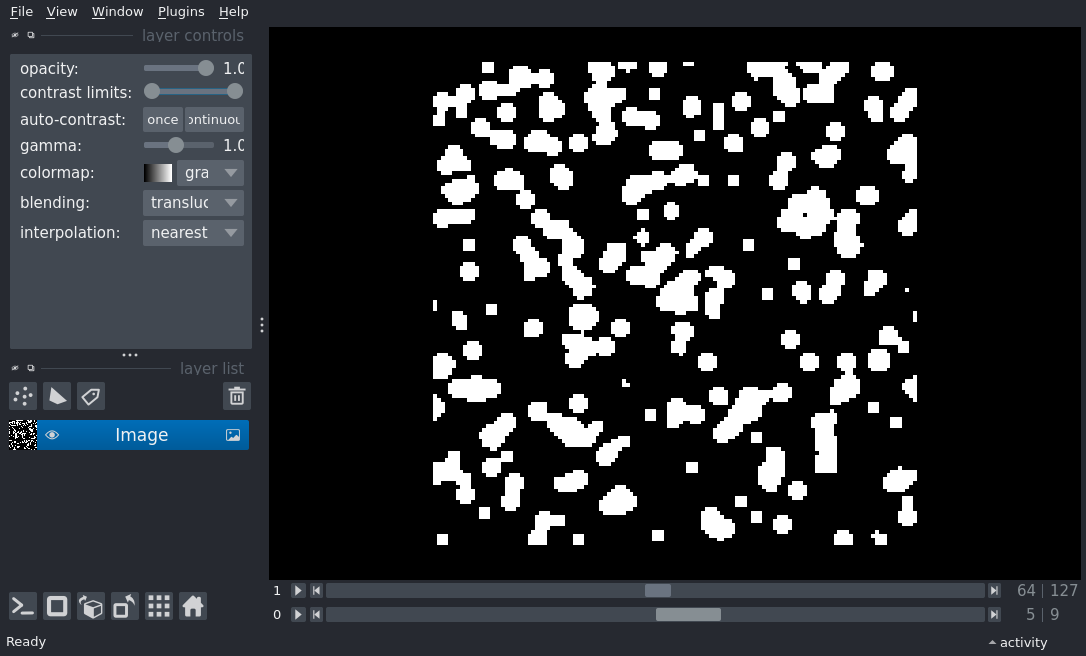 File View Window Plugins Help
layer controls
opacity: 1.0
contrast limits:
auto-contrast: once ontinuou
gamma: 1.0
colormap: gra
blending: transluc
interpolation: nearest
layer list
Image
1 64 | 127
0 5 | 9
Ready activity